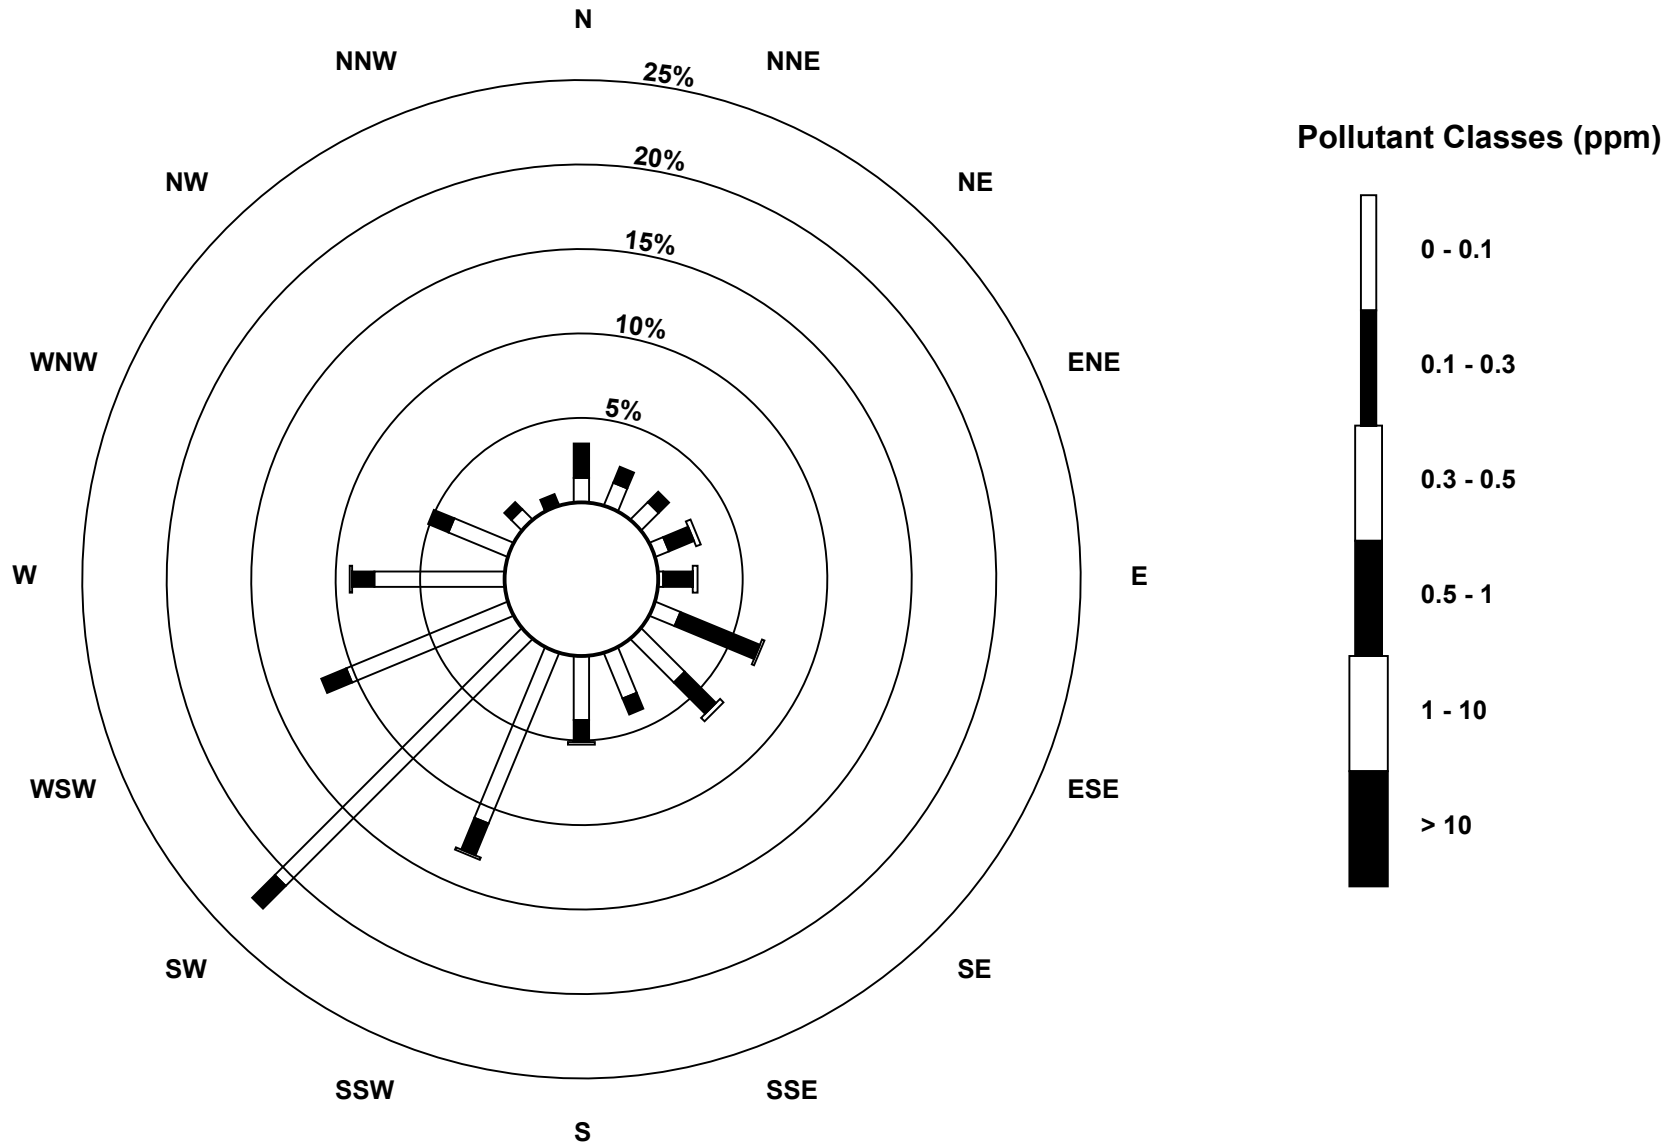 N
NNW
NNE
25%
Pollutant Classes (ppm)
20%
NW
NE
15%
0 - 0.1
10%
WNW
ENE
0.1 - 0.3
5%
0.3 - 0.5
W
E
0.5 - 1
1 - 10
WSW
ESE
> 10
SW
SE
SSW
SSE
S